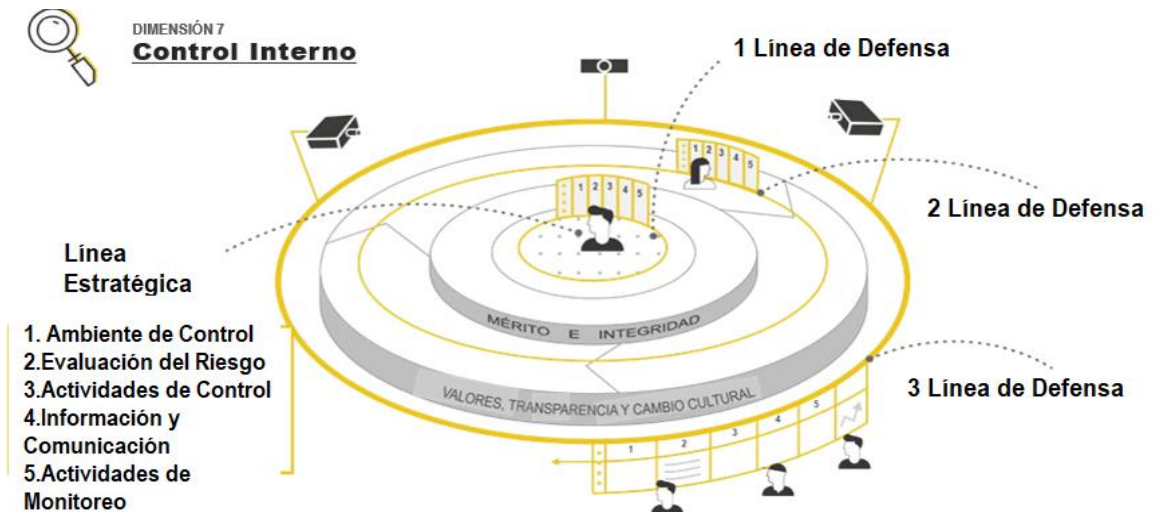 DIMENSIÓN 7
Control Interno
1 Línea de Defensa
1 2 3 4 5
1 2 3 4 5
2 Línea de Defensa
Línea
Estratégica
MÉRITO E INTEGRIDAD
1. Ambiente de Control
2.Evaluación del Riesgo
3.Actividades de Control
4.Información y
Comunicación
5.Actividades de
Monitoreo
VALORES, TRANSPARENCIA Y CAMBIO CULTURAL
3 Línea de Defensa
1 2 3 4 5